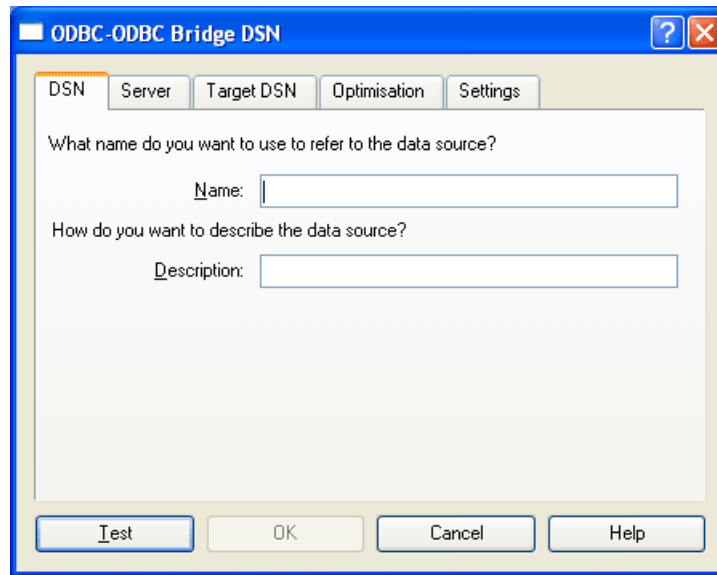 ODBC-ODBC Bridge DSN
DSN Server Target DSN Optimisation Settings
What name do you want to use to refer to the data source?
Name:
How do you want to describe the data source?
Description:
Test OK Cancel Help